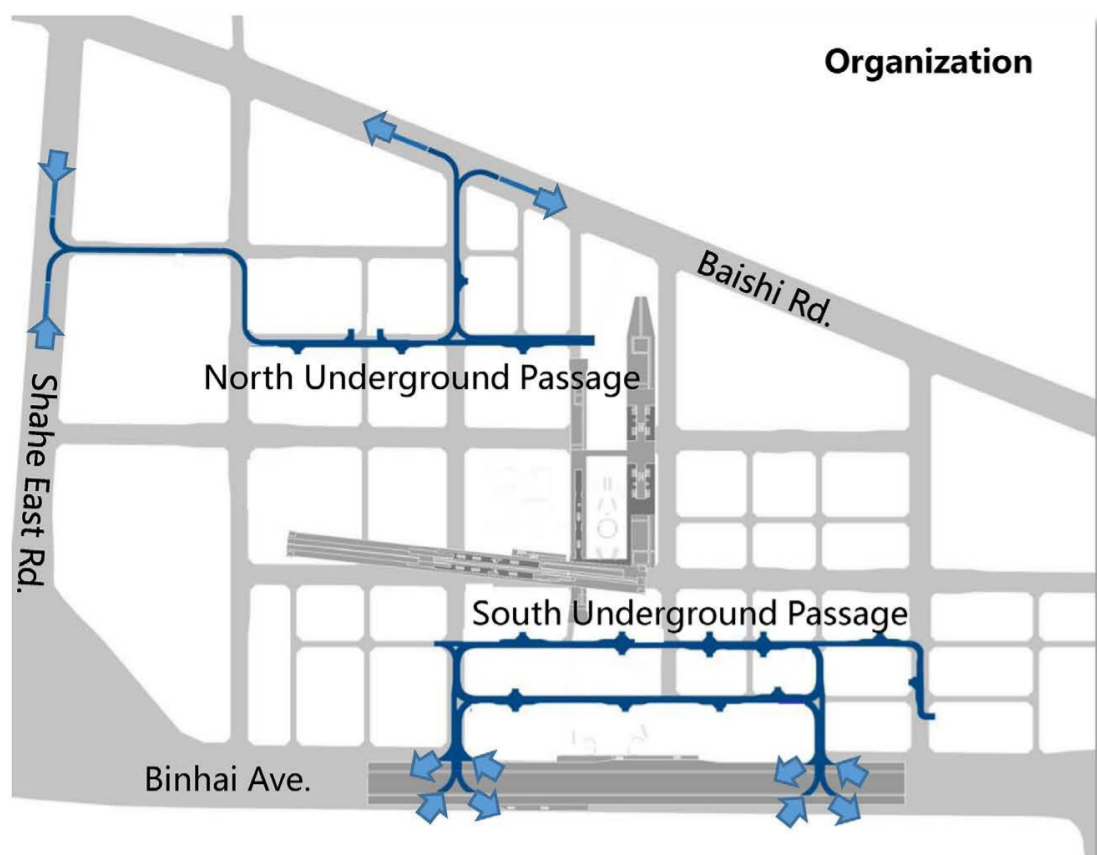 Organization
Baishi Rd.
North Underground Passage
Shahe East Rd.
South Underground Passage
Binhai Ave.